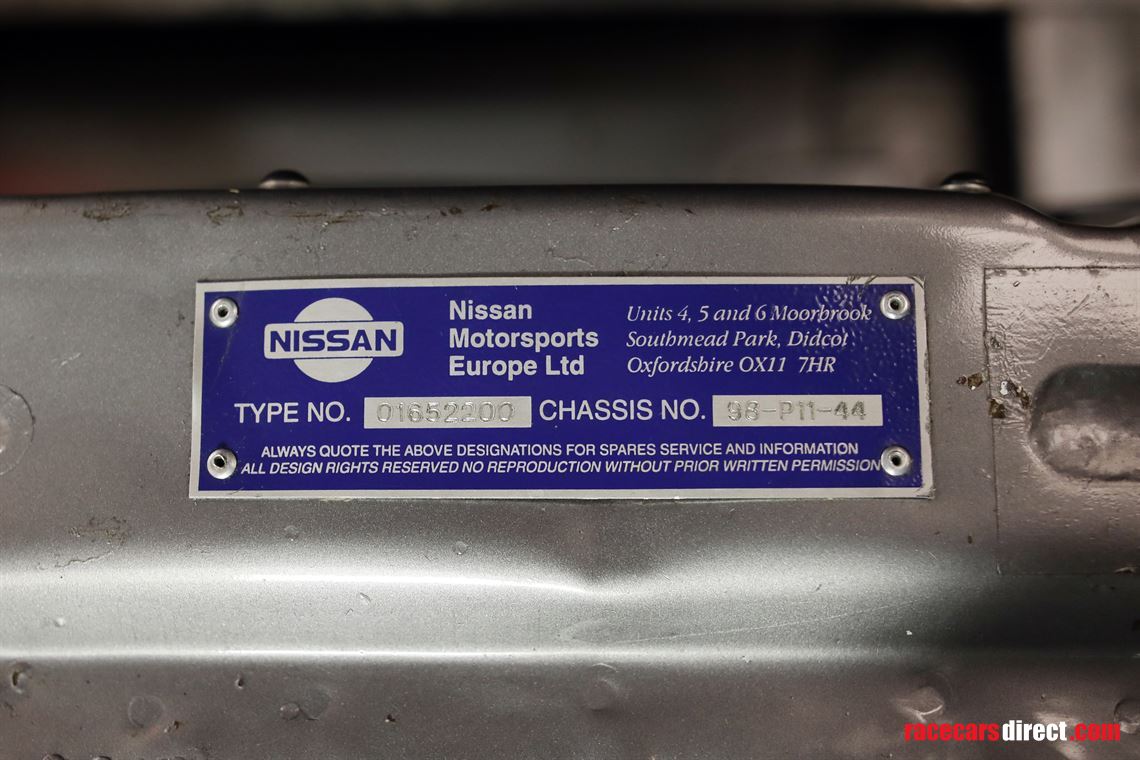 NISSAN
Nissan
Motorsports
Europe Ltd
Units 4, 5 and 6 Moorbrook
Southmead Park, Didcot
Oxfordshire OX11 7HR
TYPE NO. 01652200 CHASSIS NO. 98-P11-44
ALWAYS QUOTE THE ABOVE DESIGNATIONS FOR SPARES SERVICE AND INFORMATION
ALL DESIGN RIGHTS RESERVED NO REPRODUCTION WITHOUT PRIOR WRITTEN PERMISSION
racecarsdirect.com